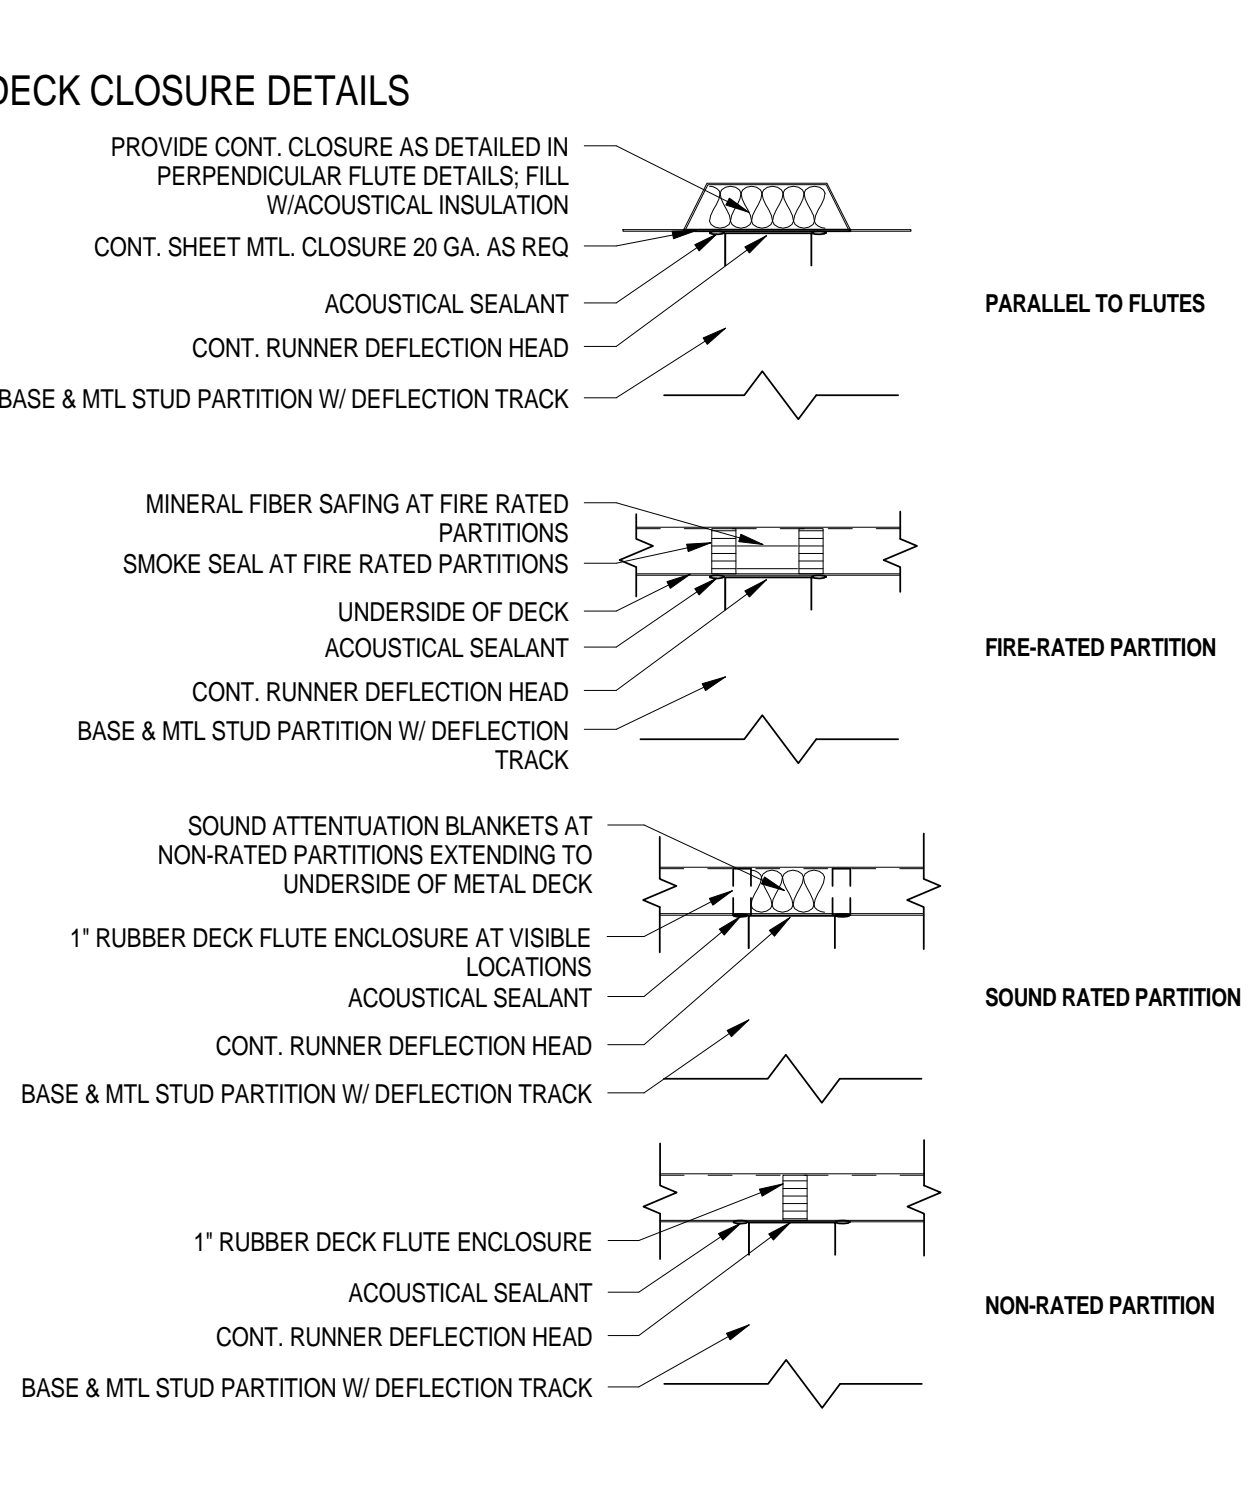 DECK CLOSURE DETAILS
PROVIDE CONT. CLOSURE AS DETAILED IN
PERPENDICULAR FLUTE DETAILS; FILL
W/ACOUSTICAL INSULATION
CONT. SHEET MTL. CLOSURE 20 GA. AS REQ
ACOUSTICAL SEALANT
CONT. RUNNER DEFLECTION HEAD
BASE & MTL STUD PARTITION W/ DEFLECTION TRACK
PARALLEL TO FLUTES
MINERAL FIBER SAFING AT FIRE RATED
PARTITIONS
SMOKE SEAL AT FIRE RATED PARTITIONS
UNDERSIDE OF DECK
ACOUSTICAL SEALANT
CONT. RUNNER DEFLECTION HEAD
BASE & MTL STUD PARTITION W/ DEFLECTION
TRACK
FIRE-RATED PARTITION
SOUND ATTENTUATION BLANKETS AT
NON-RATED PARTITIONS EXTENDING TO
UNDERSIDE OF METAL DECK
1" RUBBER DECK FLUTE ENCLOSURE AT VISIBLE
LOCATIONS
ACOUSTICAL SEALANT
CONT. RUNNER DEFLECTION HEAD
BASE & MTL STUD PARTITION W/ DEFLECTION TRACK
SOUND RATED PARTITION
1" RUBBER DECK FLUTE ENCLOSURE
ACOUSTICAL SEALANT
CONT. RUNNER DEFLECTION HEAD
BASE & MTL STUD PARTITION W/ DEFLECTION TRACK
NON-RATED PARTITION